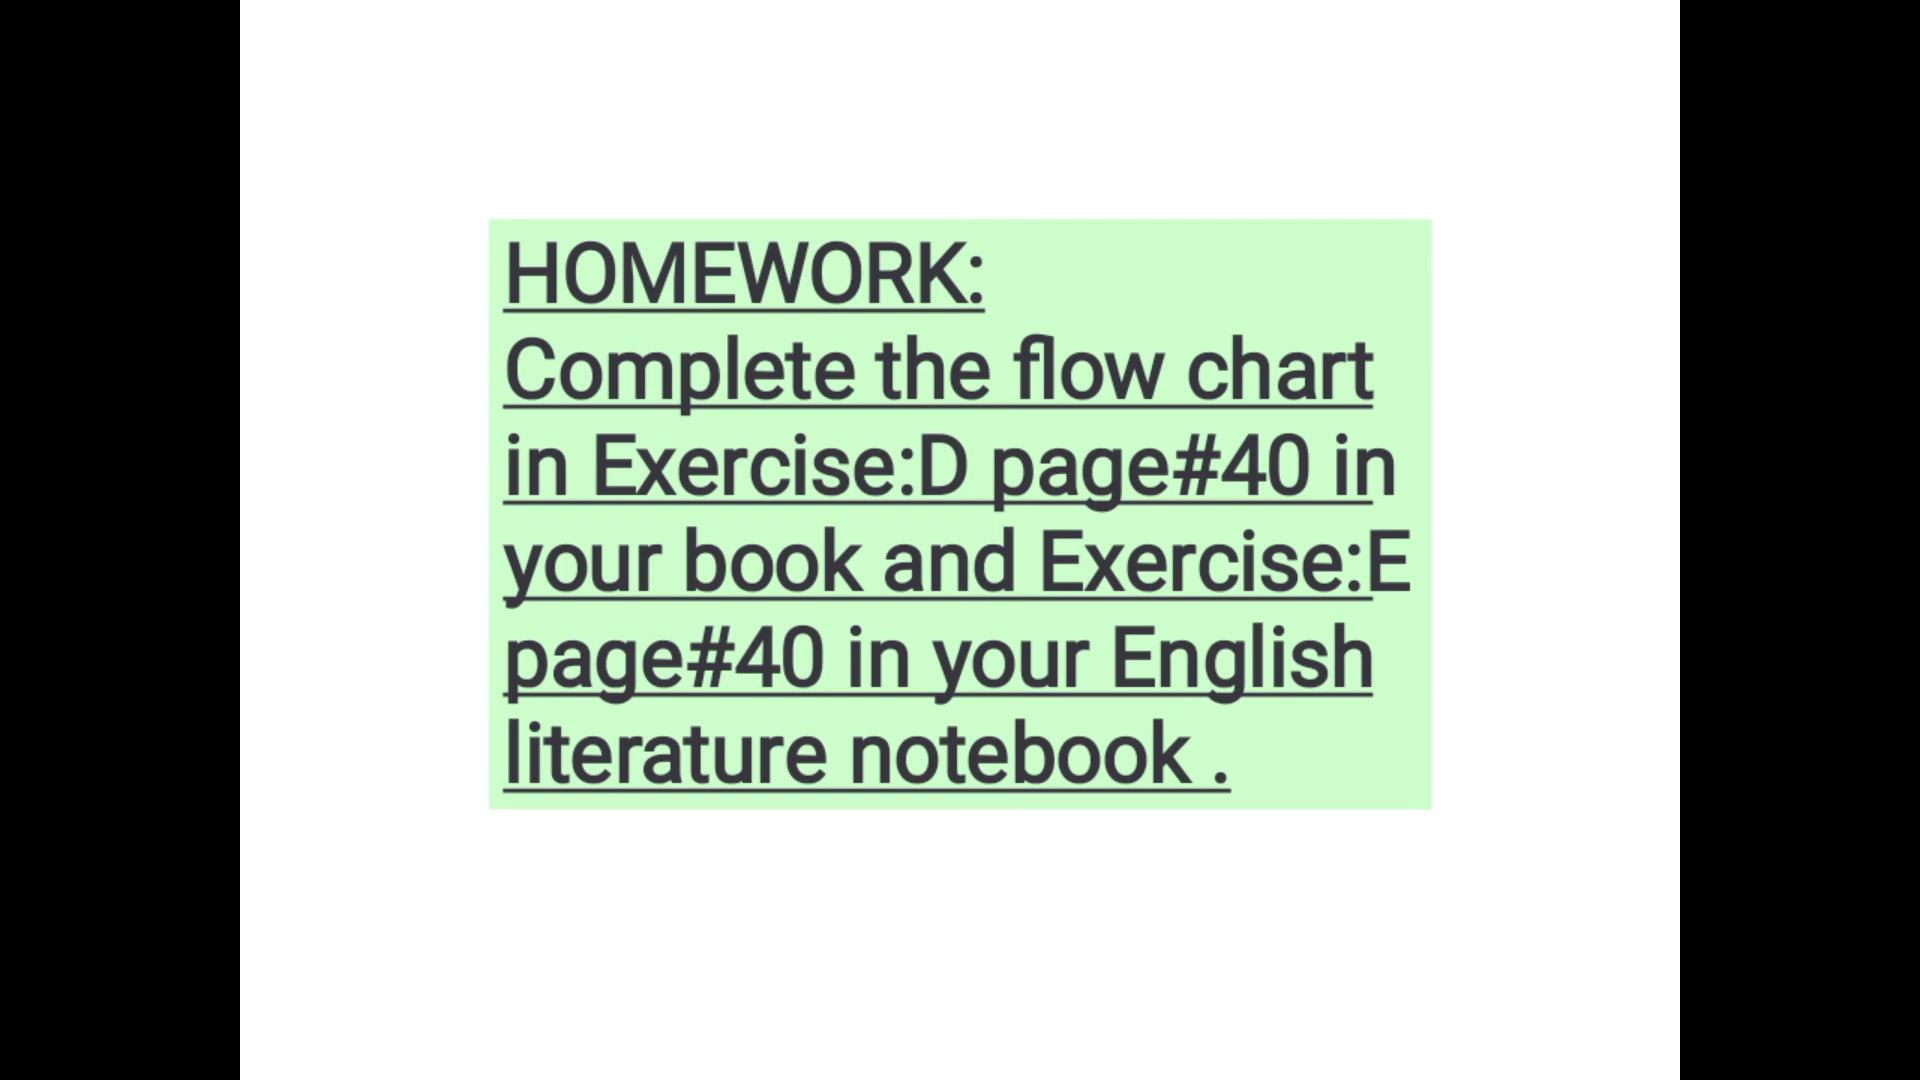 HOMEWORK:
Complete the flow chart
in Exercise:D page#40 in
your book and Exercise:E
page#40 in your English
literature notebook .